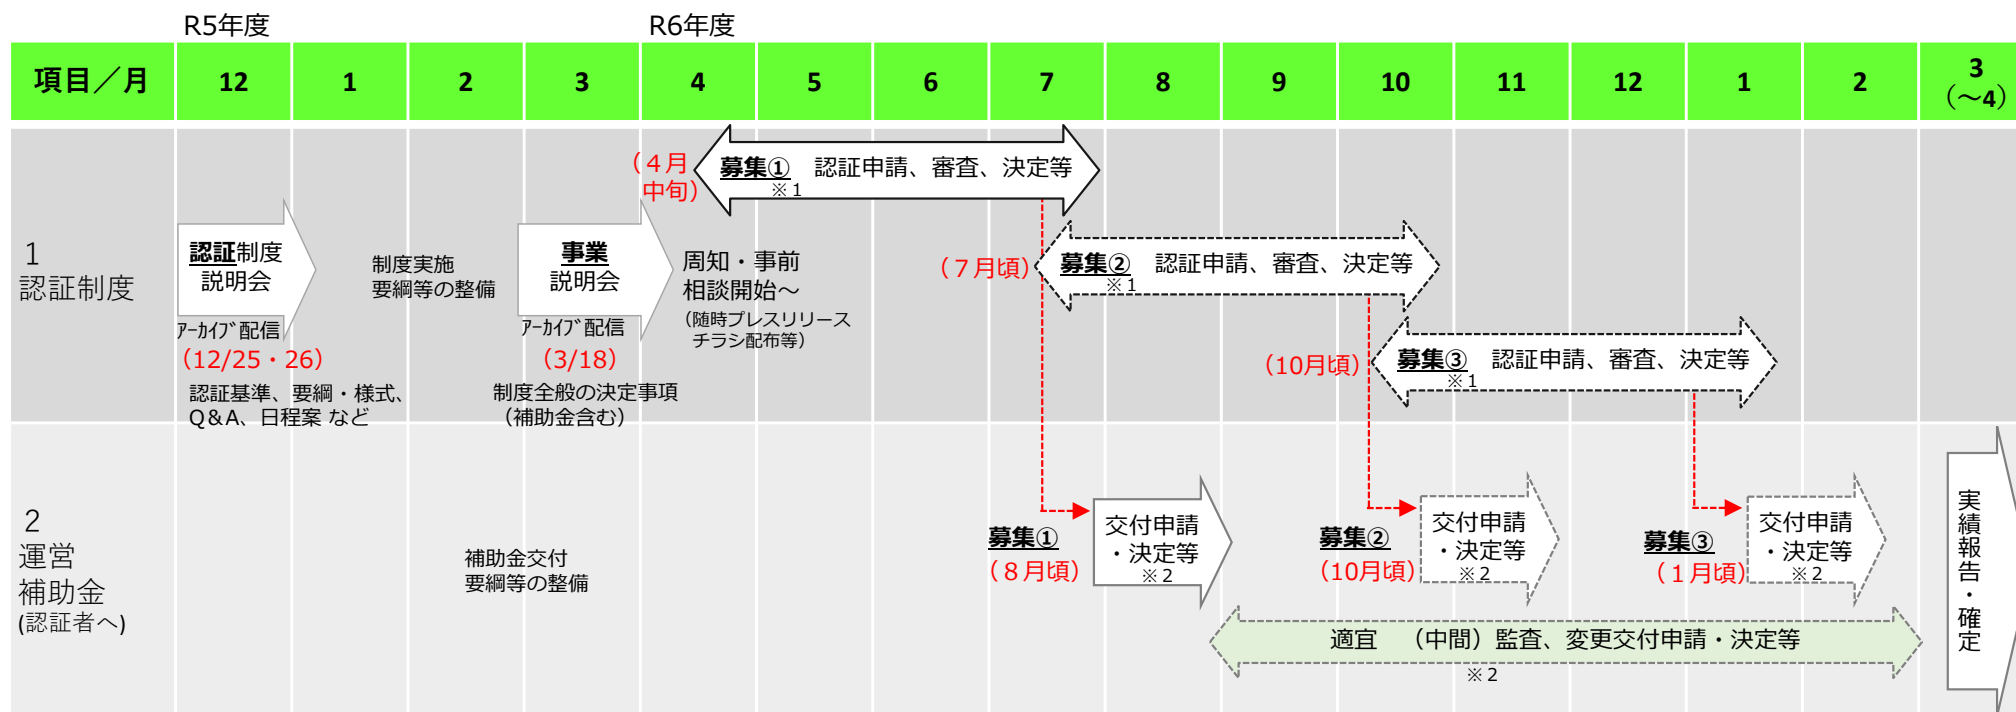 R5年度
R6年度
項目／月 12 1 2 3 4 5 6 7 8 9 10 11 12 1 2 3
（～4）
1
認証制度
認証制度
説明会
ｱｰｶｲﾌﾞ配信
（12/25・26）
認証基準、要綱・様式、
Q＆A、日程案 など
制度実施
要綱等の整備
事業
説明会
ｱｰｶｲﾌﾞ配信
（3/18）
制度全般の決定事項
（補助金含む）
（４月
中旬）
募集①　認証申請、審査、決定等
※１
周知・事前
相談開始～
（随時プレスリリース
チラシ配布等）
（７月頃）
募集②　認証申請、審査、決定等
※１
（10月頃）
募集③　認証申請、審査、決定等
※１
2
運営
補助金
(認証者へ)
補助金交付
要綱等の整備
募集①
（８月頃）
交付申請
・決定等
※２
募集②
（10月頃）
交付申請
・決定等
※２
募集③
（１月頃）
交付申請
・決定等
※２
適宜　（中間）監査、変更交付申請・決定等
※２
実績報告・確定